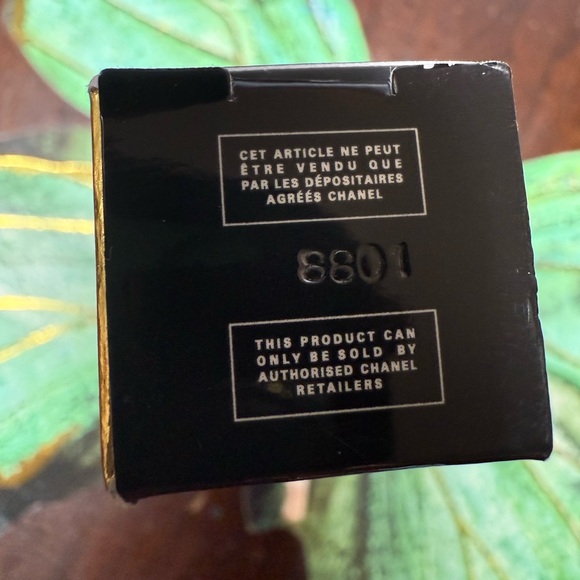 CET ARTICLE NE PEUT
ÊTRE VENDU QUE
PAR LES DÉPOSITAIRES
AGRÉÉS CHANEL
8801
THIS PRODUCT CAN
ONLY BE SOLD BY
AUTHORISED CHANEL
RETAILERS